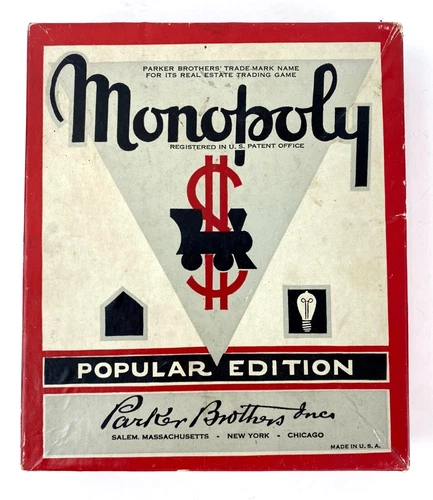 PARKER BROTHERS' TRADE-MARK NAME
FOR ITS REAL ESTATE TRADING GAME
Monopoly
REGISTERED IN U. S. PATENT OFFICE
$
POPULAR EDITION
Parker Brothers Inc.
SALEM. MASSACHUSETTS - NEW YORK - CHICAGO
MADE IN U. S. A.